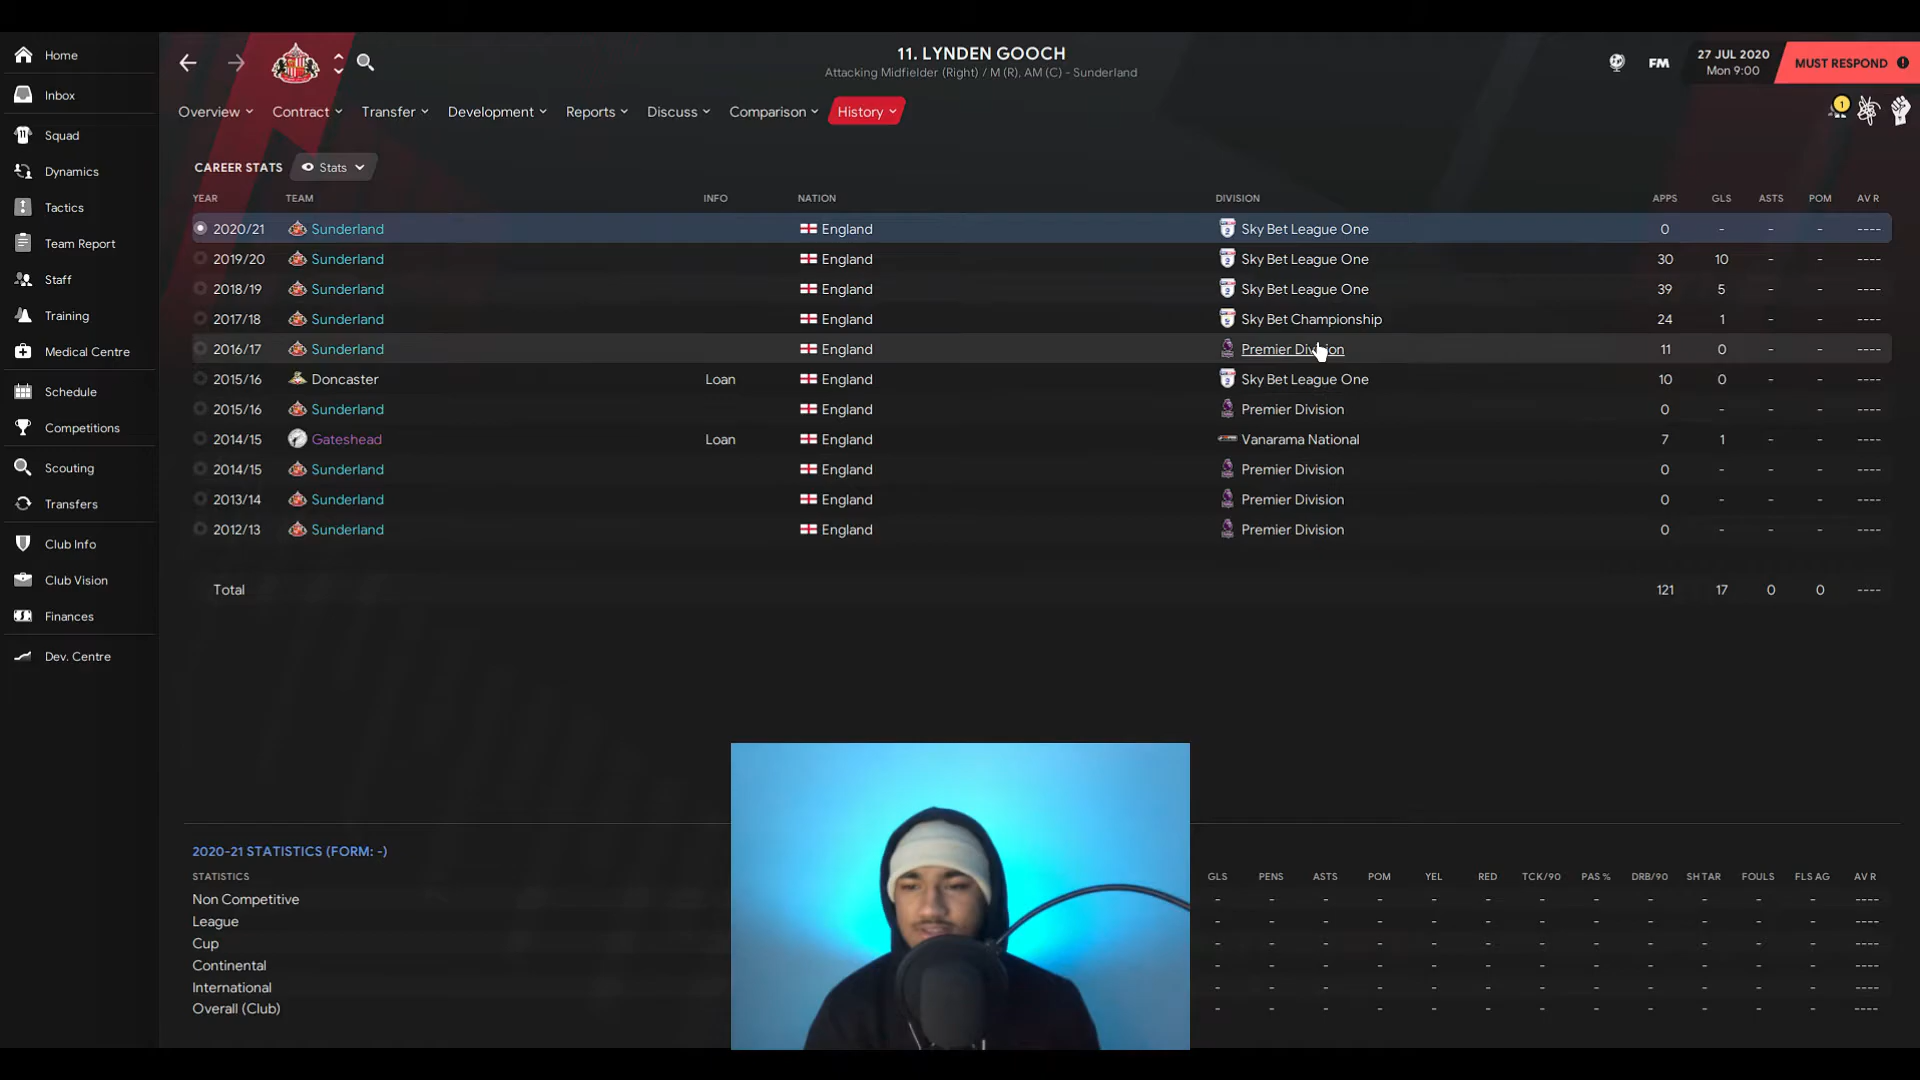 Home
Inbox
Squad
Dynamics
Tactics
Team Report
Staff
Training
Medical Centre
Schedule
Competitions
Scouting
Transfers
Club Info
Club Vision
Finances
Dev. Centre
11. LYNDEN GOOCH
Attacking Midfielder (Right) / M (R), AM (C) - Sunderland
FM
27 JUL 2020
Mon 9:00
MUST RESPOND
1
Overview Contract Transfer Development Reports Discuss Comparison History
CAREER STATS Stats
YEAR TEAM INFO NATION DIVISION APPS GLS ASTS POM AV R
2020/21 Sunderland England Sky Bet League One 0 - - - ----
2019/20 Sunderland England Sky Bet League One 30 10 - - ----
2018/19 Sunderland England Sky Bet League One 39 5 - - ----
2017/18 Sunderland England Sky Bet Championship 24 1 - - ----
2016/17 Sunderland England Premier Division 11 0 - - ----
2015/16 Doncaster Loan England Sky Bet League One 10 0 - - ----
2015/16 Sunderland England Premier Division 0 - - - ----
2014/15 Gateshead Loan England Vanarama National 7 1 - - ----
2014/15 Sunderland England Premier Division 0 - - - ----
2013/14 Sunderland England Premier Division 0 - - - ----
2012/13 Sunderland England Premier Division 0 - - - ----
Total 121 17 0 0 ----
2020-21 STATISTICS (FORM: -)
STATISTICS GLS PENS ASTS POM YEL RED TCK/90 PAS % DRB/90 SH TAR FOULS FLS AG AV R
Non Competitive - - - - - - - - - - - - ----
League - - - - - - - - - - - - ----
Cup - - - - - - - - - - - - ----
Continental - - - - - - - - - - - - ----
International - - - - - - - - - - - - ----
Overall (Club) - - - - - - - - - - - - ----